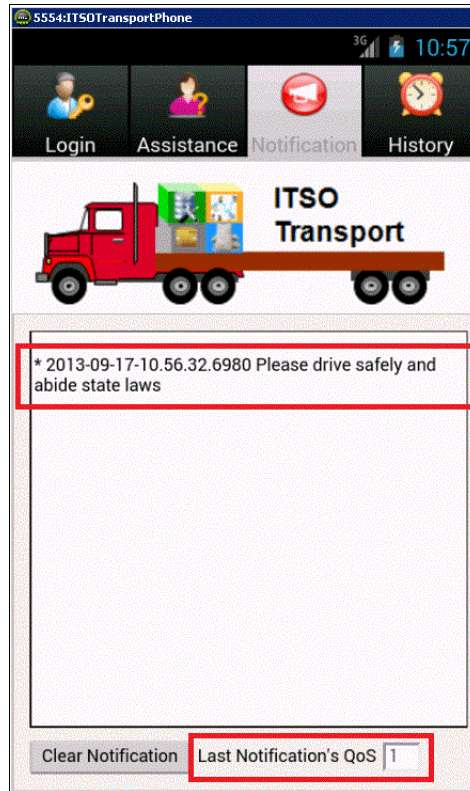 5554:ITSOTransportPhone
3G 10:57
Login Assistance Notification History
ITSO
Transport
* 2013-09-17-10.56.32.6980 Please drive safely and
abide state laws
Clear Notification Last Notification's QoS 1